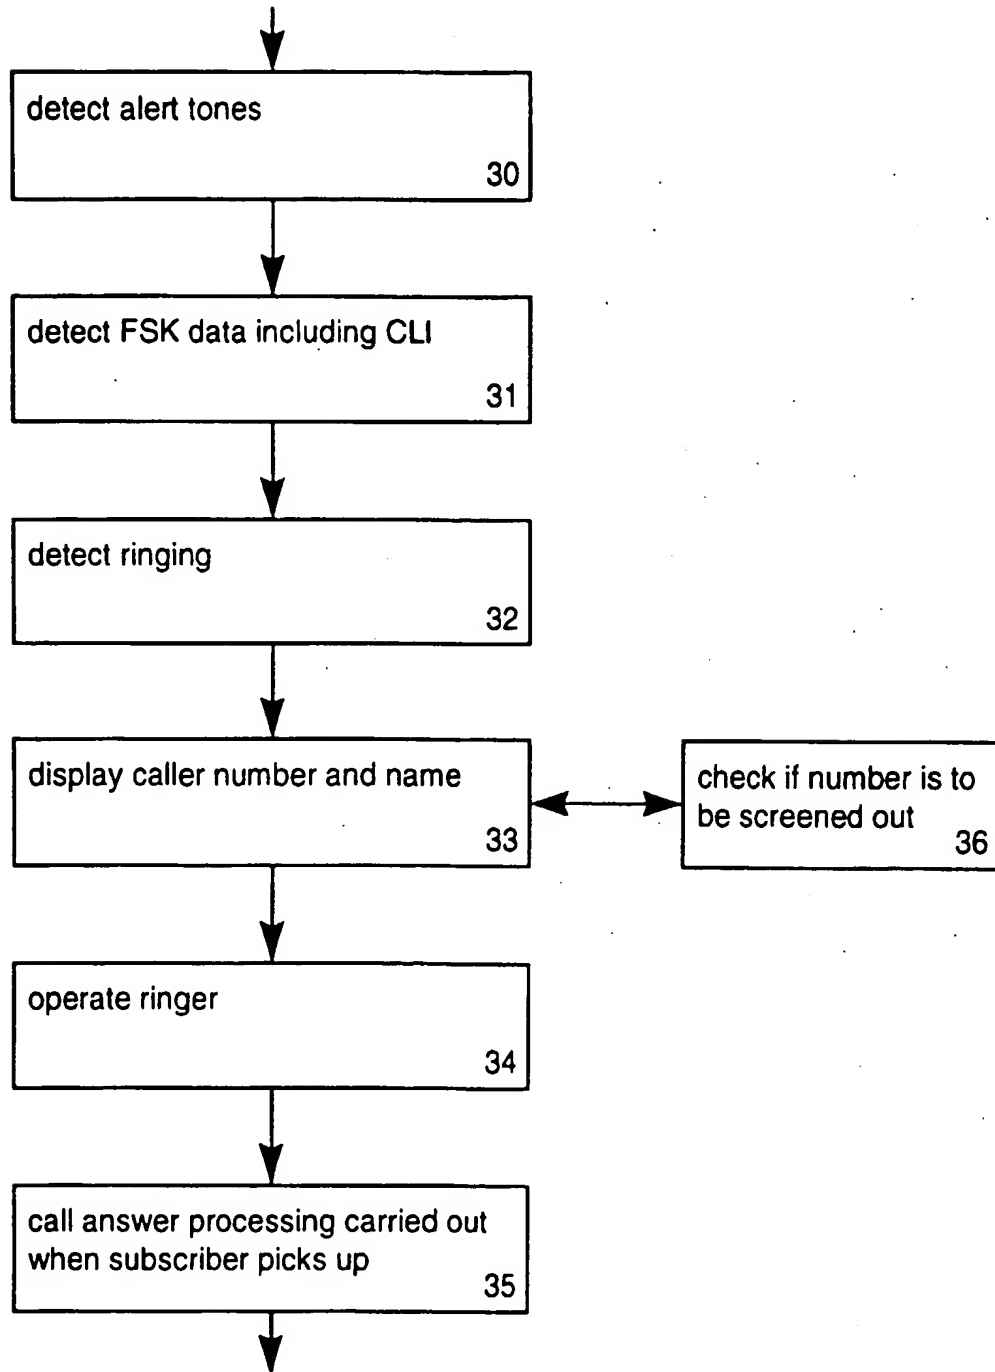 detect alert tones
30
detect FSK data including CLI
31
detect ringing
32
display caller number and name
33
check if number is to
be screened out
36
operate ringer
34
call answer processing carried out
when subscriber picks up
35